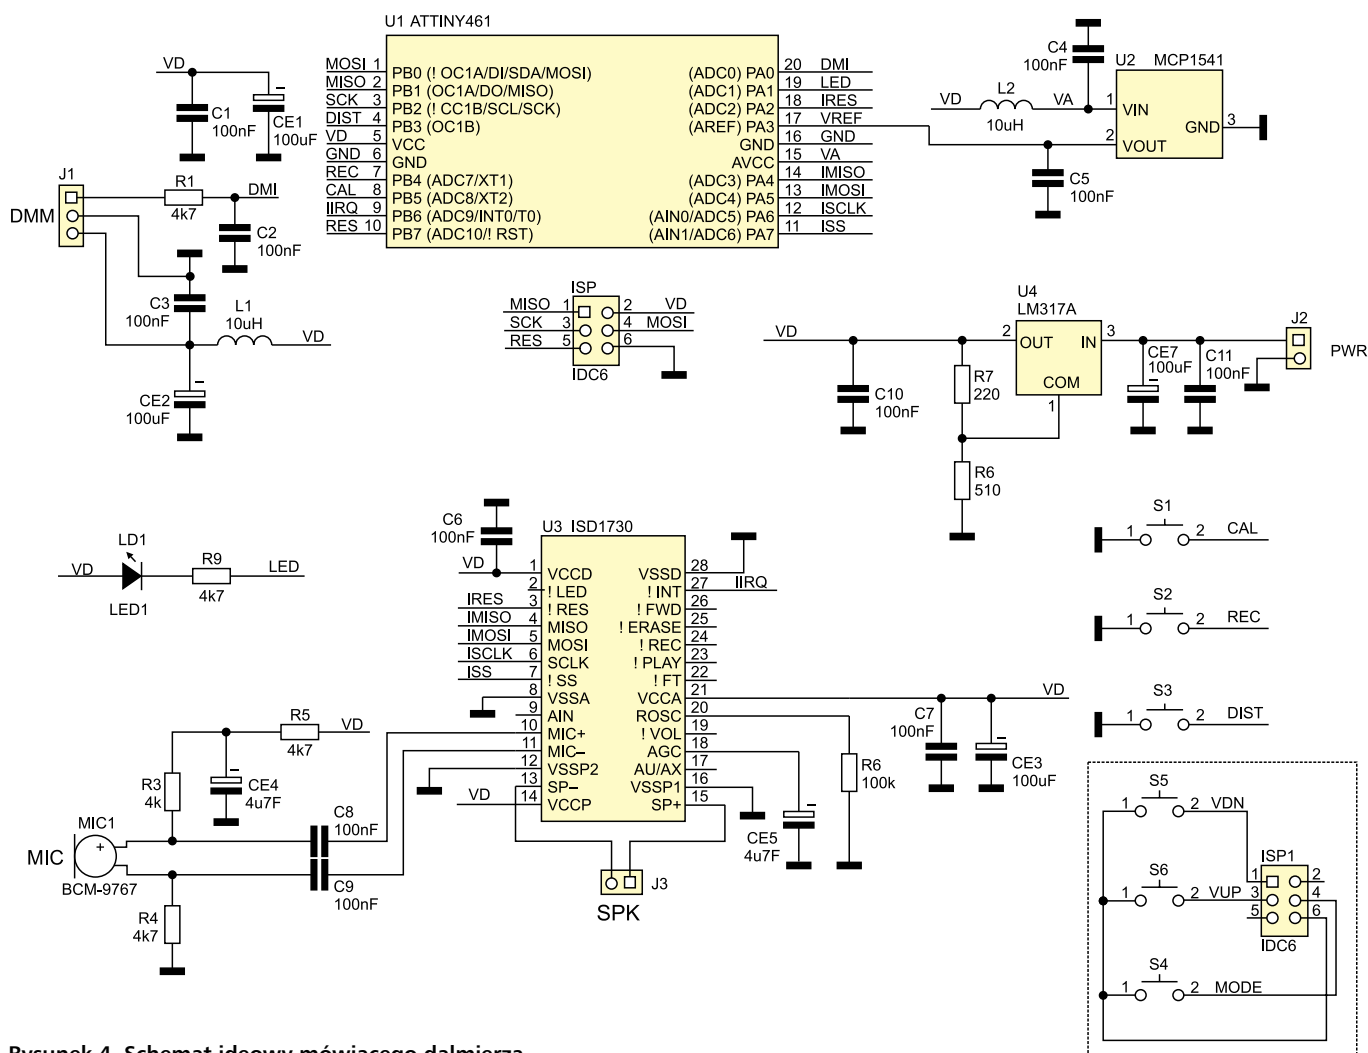 U1 ATTINY461
MOSI 1 PB0 (! OC1A/DI/SDA/MOSI) (ADC0) PA0 20 DMI
MISO 2 PB1 (OC1A/DO/MISO) (ADC1) PA1 19 LED
SCK 3 PB2 (! CC1B/SCL/SCK) (ADC2) PA2 18 IRES
DIST 4 PB3 (OC1B) (AREF) PA3 17 VREF
VD 5 VCC GND 16 GND
GND 6 GND AVCC 15 VA
REC 7 PB4 (ADC7/XT1) (ADC3) PA4 14 IMISO
CAL 8 PB5 (ADC8/XT2) (ADC4) PA5 13 IMOSI
IIRQ 9 PB6 (ADC9/INT0/T0) (AIN0/ADC5) PA6 12 ISCLK
RES 10 PB7 (ADC10/! RST) (AIN1/ADC6) PA7 11 ISS
VD
C1
100nF
-
CE1
100uF
J1
DMM
R1
4k7
DMI
C2
100nF
C3
100nF
L1
10uH
VD
-
CE2
100uF
C4
100nF
U2 MCP1541
VD
L2
10uH
VA
1 VIN
GND 3
2 VOUT
C5
100nF
ISP
MISO 1 2 VD
SCK 3 4 MOSI
RES 5 6
IDC6
U4
LM317A
VD
2 OUT IN 3
COM
1
R7
220
C10
100nF
R6
510
CE7
100uF
-
C11
100nF
J2
PWR
LD1
VD
LED1
R9
4k7
LED
C6
100nF
VD
U3 ISD1730
1 VCCD VSSD 28
2 ! LED ! INT 27 IIRQ
IRES 3 ! RES ! FWD 26
IMISO 4 MISO ! ERASE 25
IMOSI 5 MOSI ! REC 24
ISCLK 6 SCLK ! PLAY 23
ISS 7 ! SS ! FT 22
8 VSSA VCCA 21 VD
9 AIN ROSC 20
10 MIC+ ! VOL 19
11 MIC– AGC 18
12 VSSP2 AU/AX 17
13 SP– VSSP1 16
VD 14 VCCP SP+ 15
R5
4k7
VD
R3
4k
-
CE4
4u7F
MIC1
+
MIC
BCM-9767
C8
100nF
C9
100nF
R4
4k7
J3
SPK
-
CE5
4u7F
R6
100k
C7
100nF
-
CE3
100uF
S1
1 2 CAL
S2
1 2 REC
S3
1 2 DIST
S5
1 2 VDN
S6
1 2 VUP
S4
1 2 MODE
ISP1
1 2
3 4
5 6
IDC6
Rysunek 4. Schemat ideowy mówiącego dalmierza